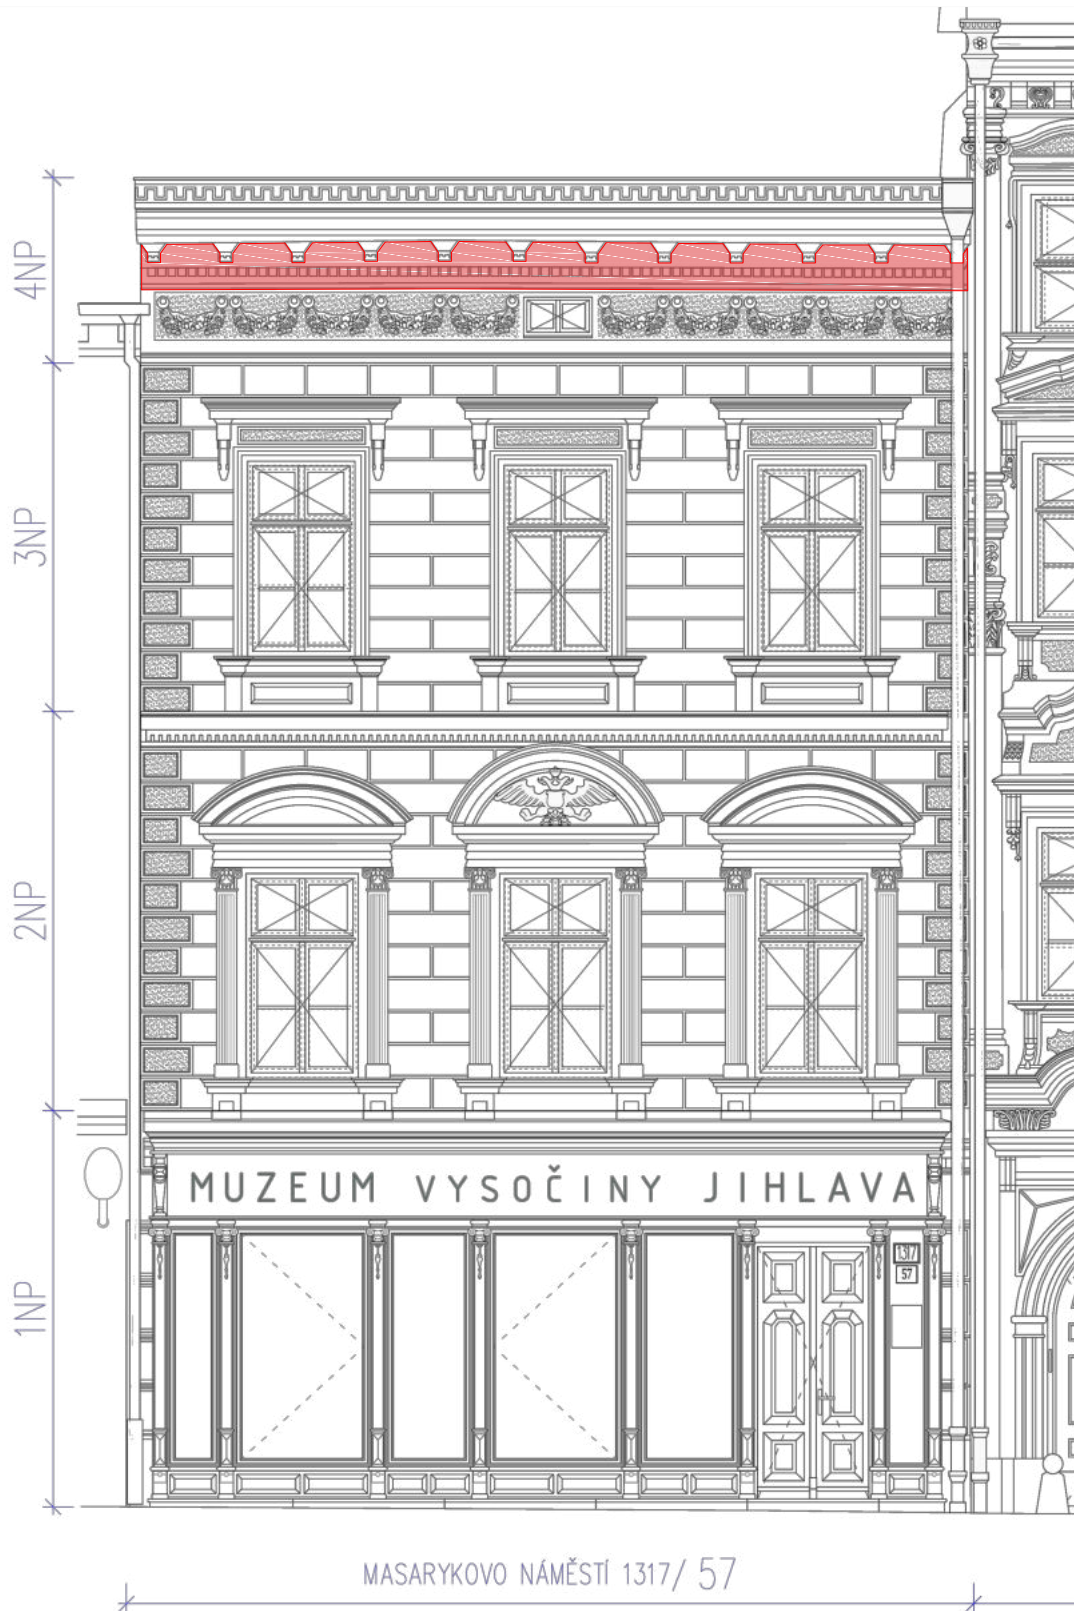 4NP
3NP
2NP
MUZEUM VYSOČINY JIHLAVA
1317
57
1NP
MASARYKOVO NÁMĚSTÍ 1317/ 57